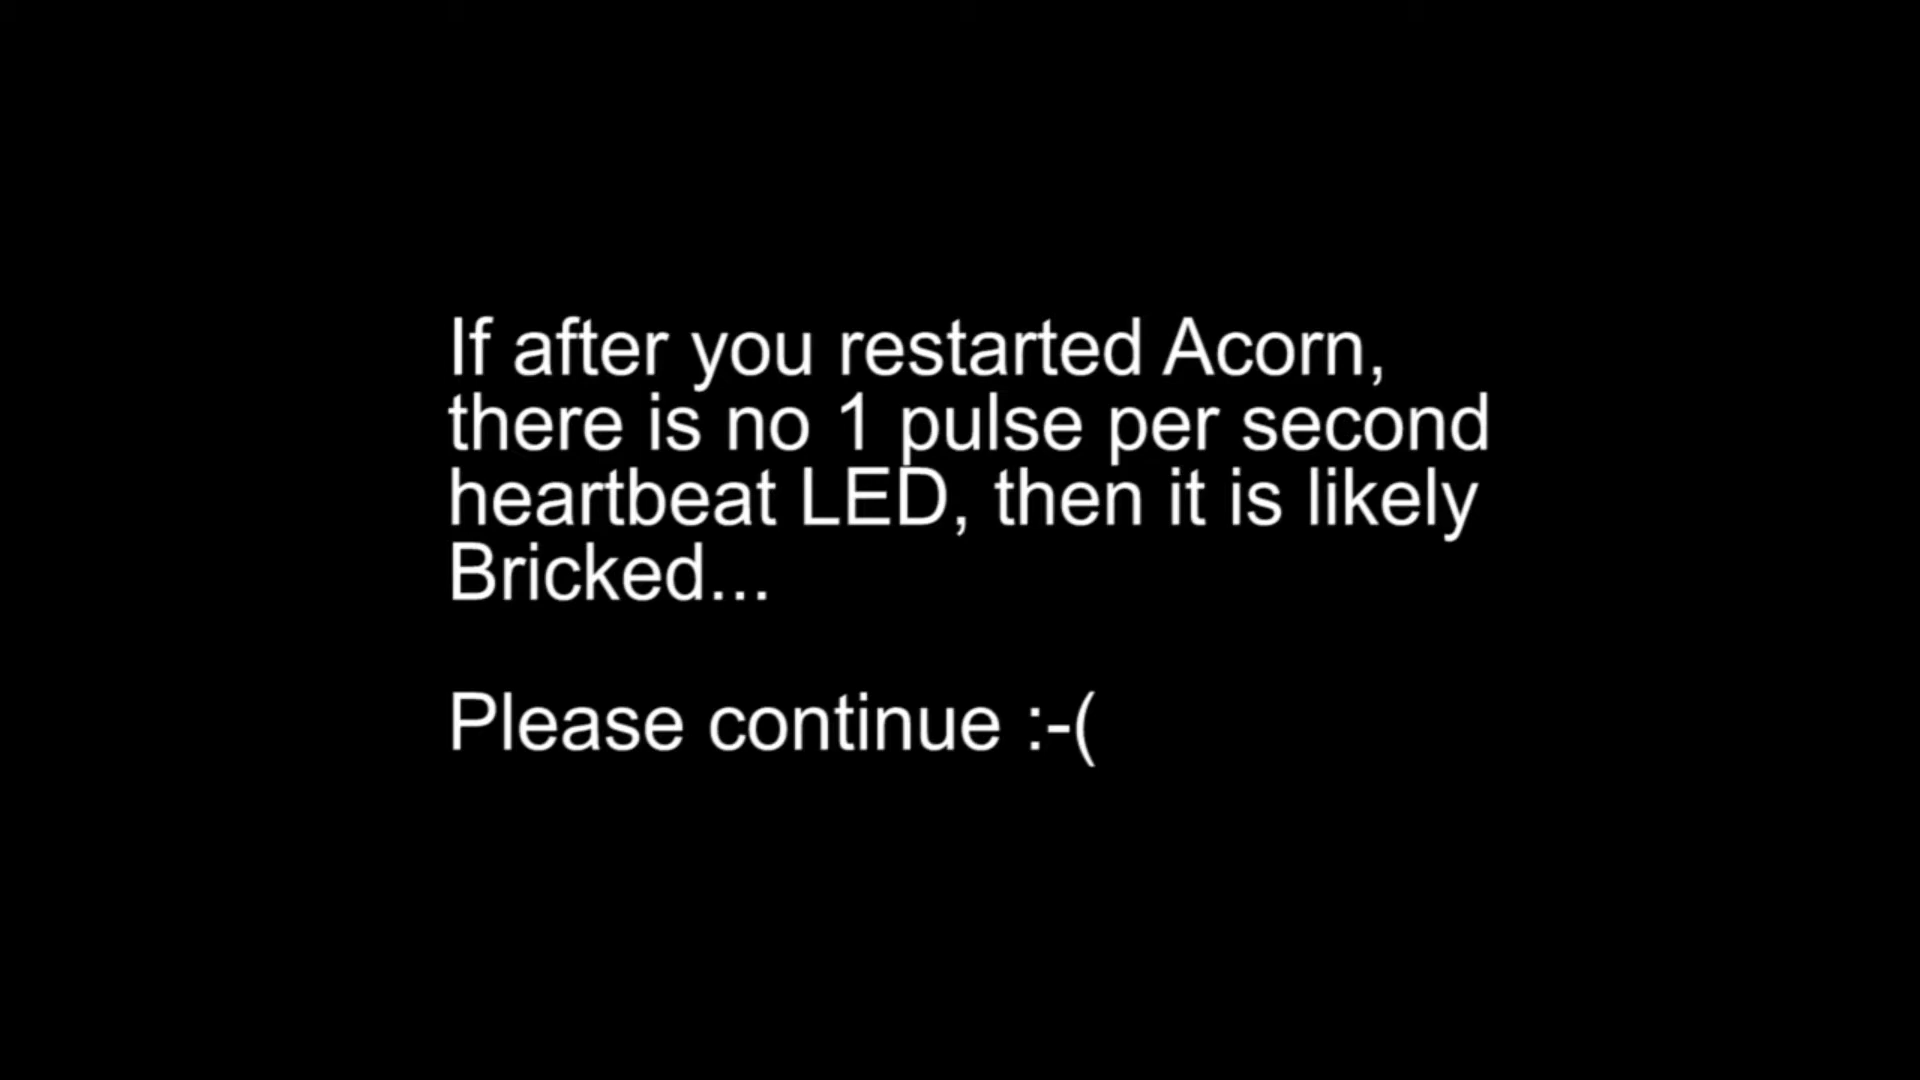 If after you restarted Acorn,
there is no 1 pulse per second
heartbeat LED, then it is likely
Bricked...
Please continue :-(